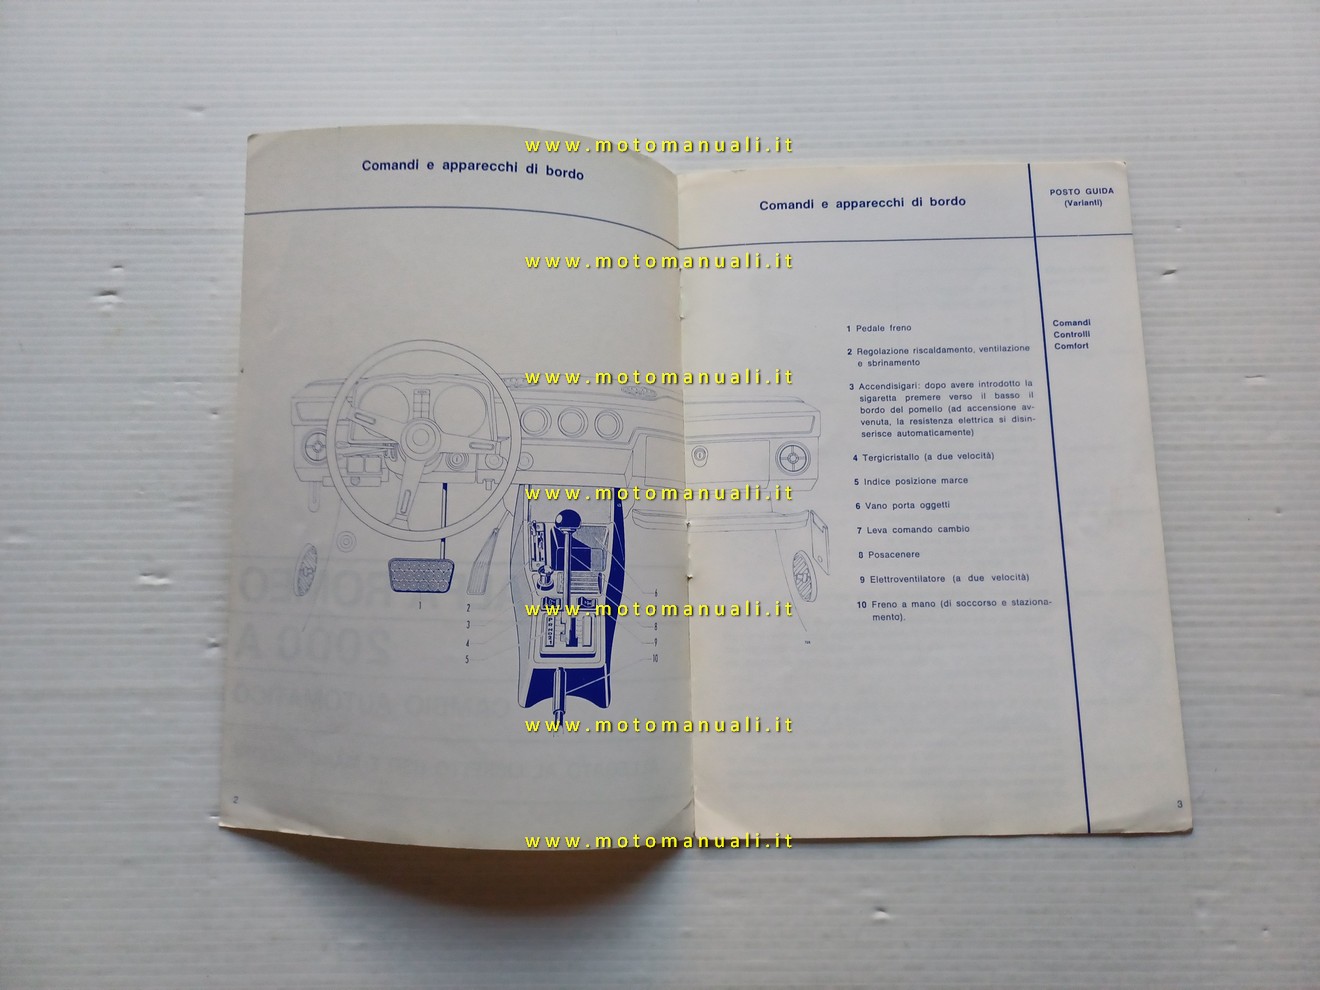 Comandi e apparecchi di bordo
1
2
3
4
5
6
8
9
10
2
Comandi e apparecchi di bordo
POSTO GUIDA
(Varianti)
Comandi
Controlli
Comfort
1 Pedale freno
2 Regolazione riscaldamento, ventilazione
e sbrinamento
3 Accendisigari: dopo avere introdotto la
sigaretta premere verso il basso il
bordo del pomello (ad accensione av-
venuta, la resistenza elettrica si disin-
serisce automaticamente)
4 Tergicristallo (a due velocità)
5 Indice posizione marce
6 Vano porta oggetti
7 Leva comando cambio
8 Posacenere
9 Elettroventilatore (a due velocità)
10 Freno a mano (di soccorso e staziona-
mento).
3
www.motomanuali.it
www.motomanuali.it
www.motomanuali.it
www.motomanuali.it
www.motomanuali.it
www.motomanuali.it
www.motomanuali.it